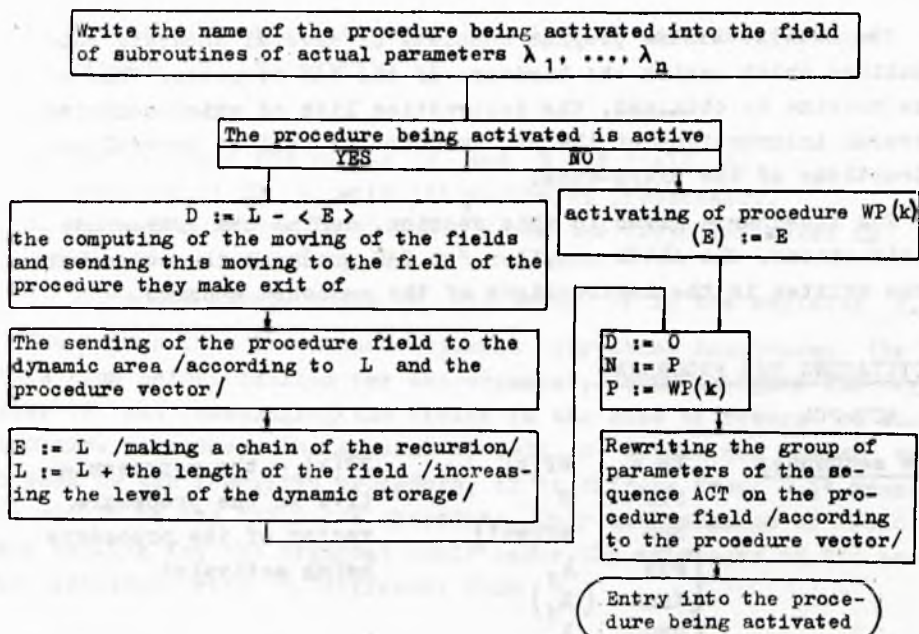 Write the name of the procedure being activated into the field
of subroutines of actual parameters λ1, ..., λn
The procedure being activated is active
YES
NO
D := L - <E>
the computing of the moving of the fields
and sending this moving to the field of the
procedure they make exit of
The sending of the procedure field to the
dynamic area /according to L and the
procedure vector/
E := L /making a chain of the recursion/
L := L + the length of the field /increas-
ing the level of the dynamic storage/
activating of procedure WP(k)
(E) := E
D := 0
N := R
P := WP(k)
Rewriting the group of
parameters of the se-
quence ACT on the pro-
cedure field /according
to the procedure vector/
Entry into the proce-
dure being activated